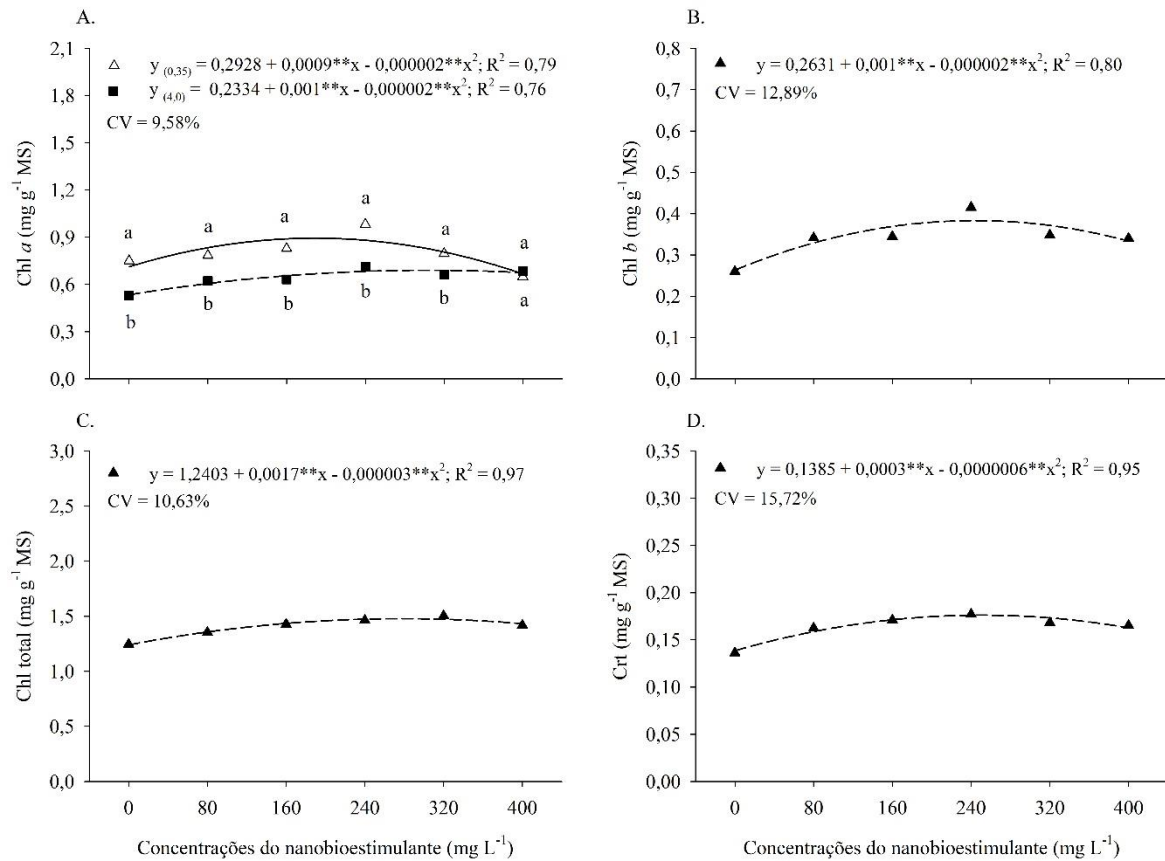 A.
y (0,35) = 0,2928 + 0,0009**x - 0,000002**x²; R² = 0,79
y (4,0) = 0,2334 + 0,001**x - 0,000002**x²; R² = 0,76
CV = 9,58%
2,1
1,8
1,5
1,2
0,9
0,6
0,3
0,0
Chl a (mg g⁻¹ MS)
a a a a a a
b b b b b a
B.
y = 0,2631 + 0,001**x - 0,000002**x²; R² = 0,80
CV = 12,89%
0,8
0,7
0,6
0,5
0,4
0,3
0,2
0,1
0,0
Chl b (mg g⁻¹ MS)
C.
y = 1,2403 + 0,0017**x - 0,000003**x²; R² = 0,97
CV = 10,63%
3,0
2,5
2,0
1,5
1,0
0,5
0,0
Chl total (mg g⁻¹ MS)
0 80 160 240 320 400
Concentrações do nanobioestimulante (mg L⁻¹)
D.
y = 0,1385 + 0,0003**x - 0,0000006**x²; R² = 0,95
CV = 15,72%
0,35
0,30
0,25
0,20
0,15
0,10
0,05
0,00
Crt (mg g⁻¹ MS)
0 80 160 240 320 400
Concentrações do nanobioestimulante (mg L⁻¹)